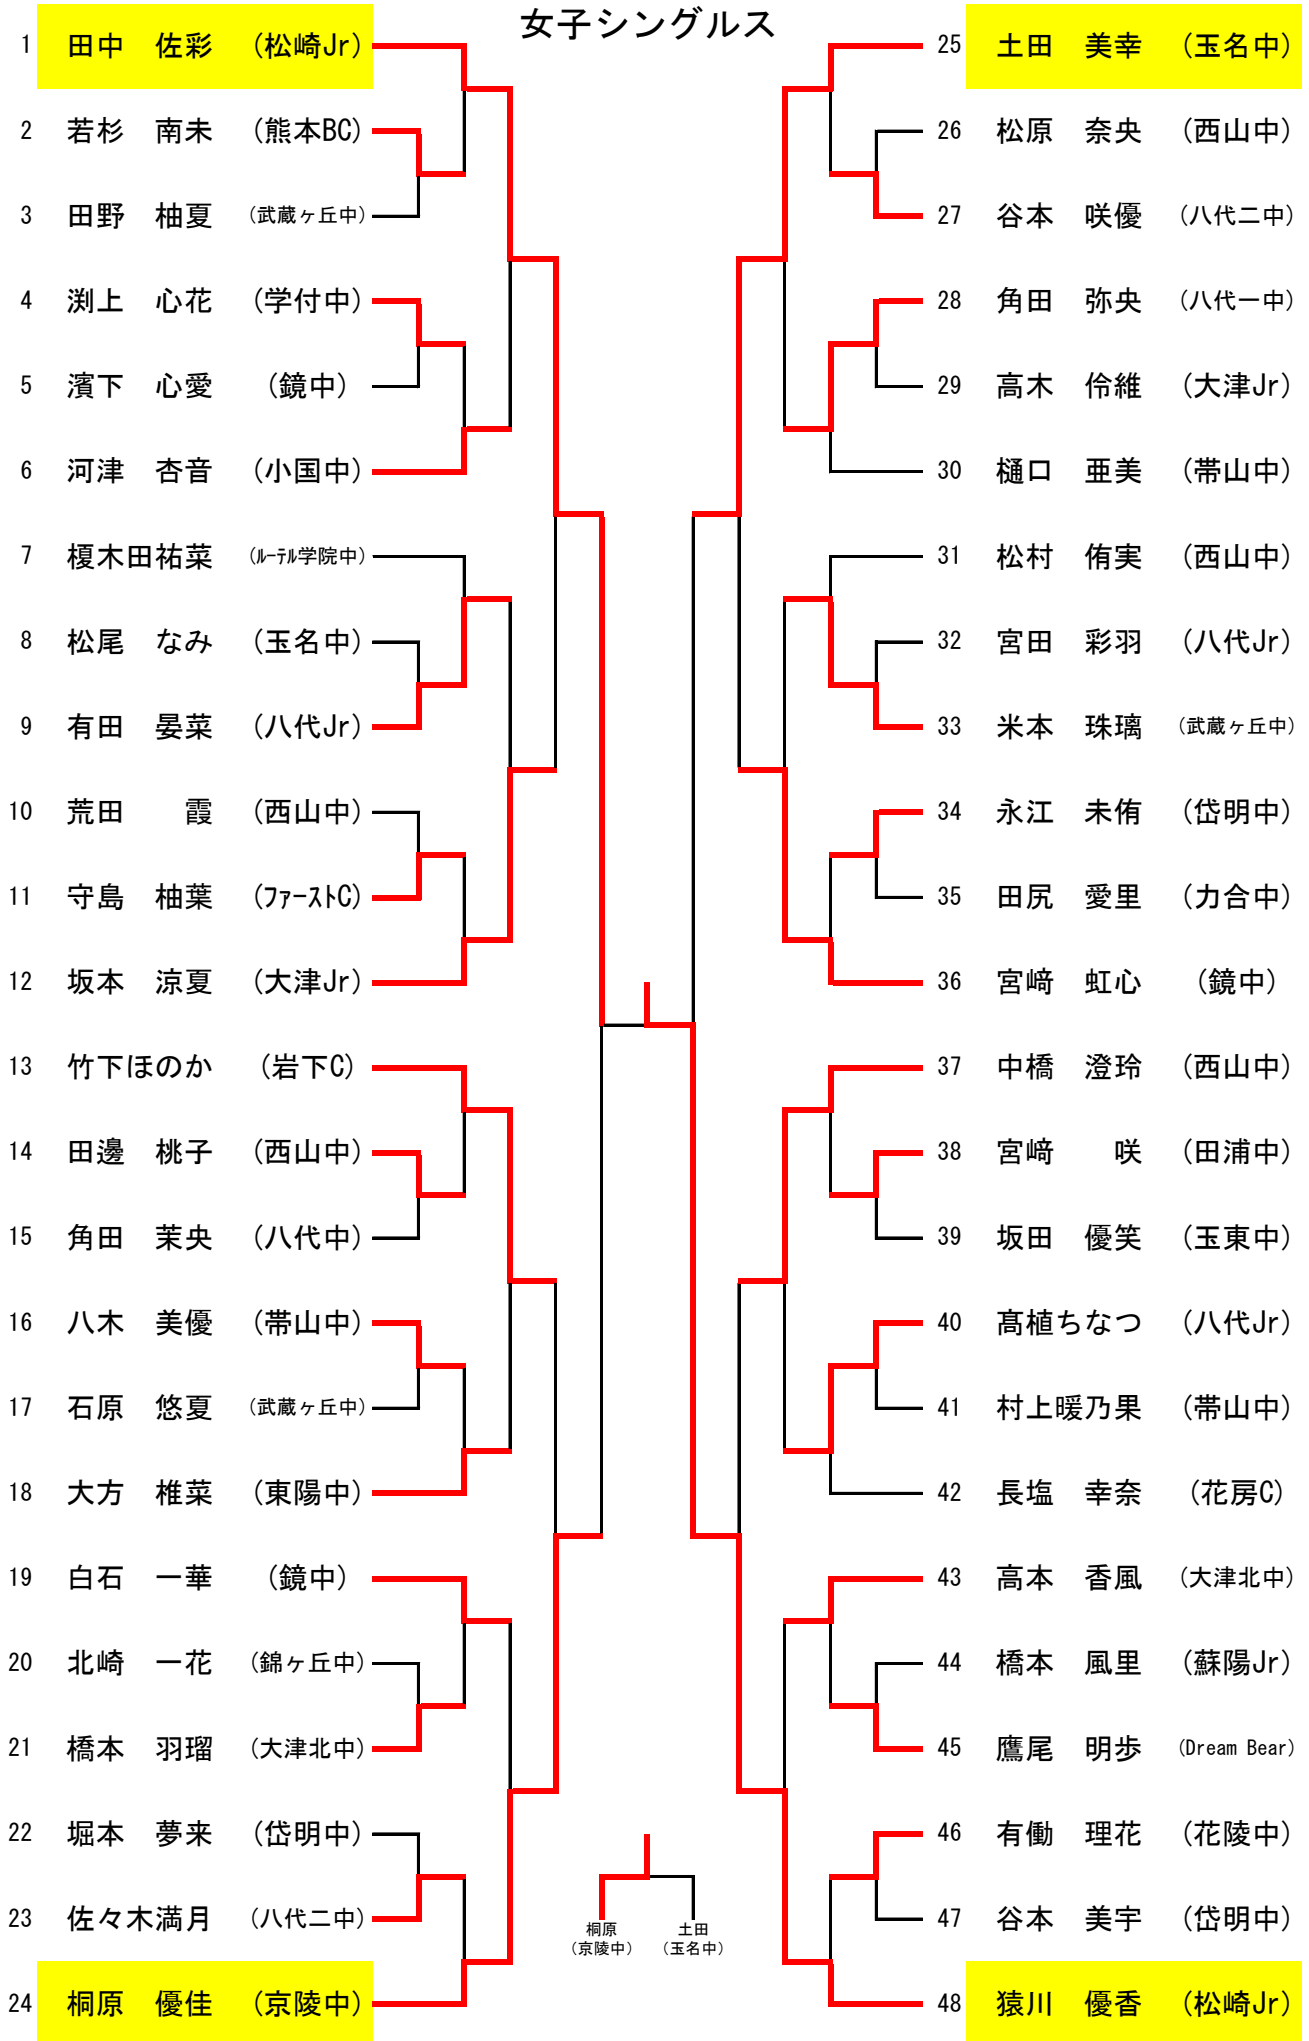 女子シングルス
1 田中 佐彩 (松崎Jr)
2 若杉 南未 (熊本BC)
3 田野 柚夏 (武蔵ヶ丘中)
4 渕上 心花 (学付中)
5 濱下 心愛 (鏡中)
6 河津 杏音 (小国中)
7 榎木田祐菜 (ﾙｰﾃﾙ学院中)
8 松尾 なみ (玉名中)
9 有田 晏菜 (八代Jr)
10 荒田 霞 (西山中)
11 守島 柚葉 (ﾌｧｰｽﾄC)
12 坂本 涼夏 (大津Jr)
13 竹下ほのか (岩下C)
14 田邊 桃子 (西山中)
15 角田 茉央 (八代中)
16 八木 美優 (帯山中)
17 石原 悠夏 (武蔵ヶ丘中)
18 大方 椎菜 (東陽中)
19 白石 一華 (鏡中)
20 北崎 一花 (錦ヶ丘中)
21 橋本 羽瑠 (大津北中)
22 堀本 夢来 (岱明中)
23 佐々木満月 (八代二中)
24 桐原 優佳 (京陵中)
25 土田 美幸 (玉名中)
26 松原 奈央 (西山中)
27 谷本 咲優 (八代二中)
28 角田 弥央 (八代一中)
29 高木 伶維 (大津Jr)
30 樋口 亜美 (帯山中)
31 松村 侑実 (西山中)
32 宮田 彩羽 (八代Jr)
33 米本 珠璃 (武蔵ヶ丘中)
34 永江 未侑 (岱明中)
35 田尻 愛里 (力合中)
36 宮﨑 虹心 (鏡中)
37 中橋 澄玲 (西山中)
38 宮﨑 咲 (田浦中)
39 坂田 優笑 (玉東中)
40 髙植ちなつ (八代Jr)
41 村上暖乃果 (帯山中)
42 長塩 幸奈 (花房C)
43 高本 香風 (大津北中)
44 橋本 風里 (蘇陽Jr)
45 鷹尾 明歩 (Dream Bear)
46 有働 理花 (花陵中)
47 谷本 美宇 (岱明中)
48 猿川 優香 (松崎Jr)
桐原
(京陵中)
土田
(玉名中)